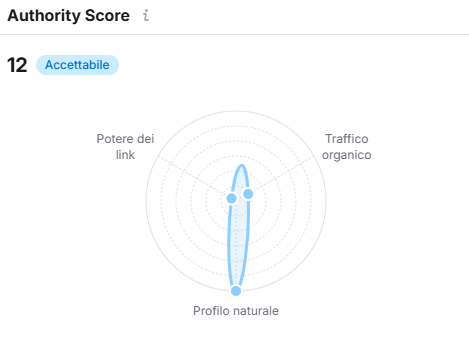 Authority Score i
12 Accettabile
Potere dei
link
Traffico
organico
Profilo naturale